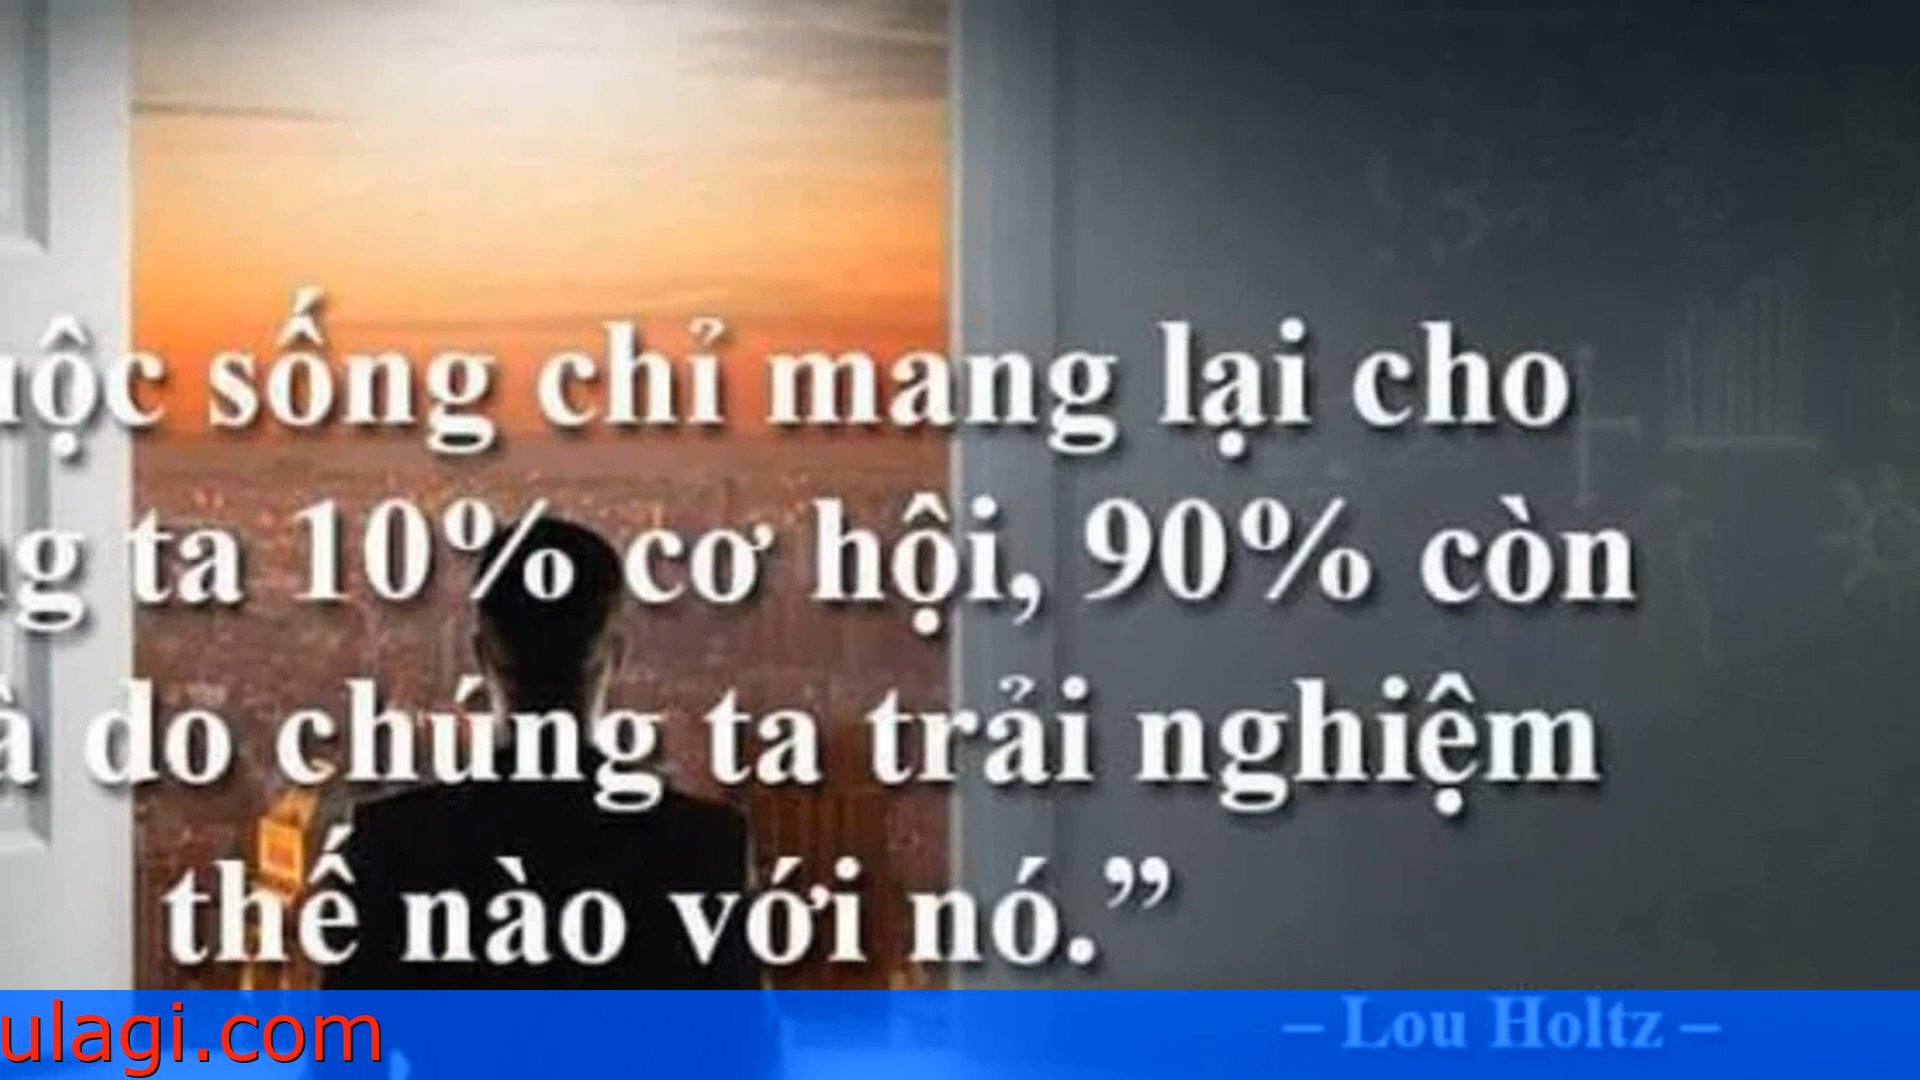 uộc sống chỉ mang lại cho
g ta 10% cơ hội, 90% còn
à do chúng ta trải nghiệm
thế nào với nó.”
– Lou Holtz –
ulagi.com